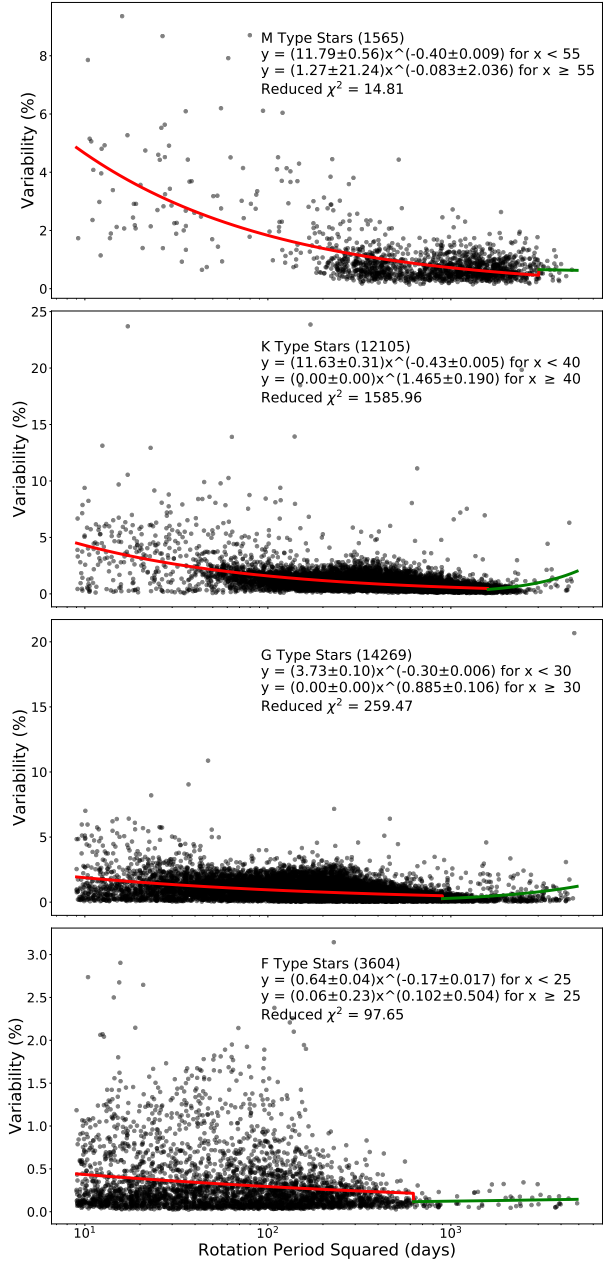 M Type Stars (1565)
y = (11.79±0.56)x^(-0.40±0.009) for x < 55
y = (1.27±21.24)x^(-0.083±2.036) for x ≥ 55
Reduced χ² = 14.81
Variability (%)
8
6
4
2
0
K Type Stars (12105)
y = (11.63±0.31)x^(-0.43±0.005) for x < 40
y = (0.00±0.00)x^(1.465±0.190) for x ≥ 40
Reduced χ² = 1585.96
Variability (%)
25
20
15
10
5
0
G Type Stars (14269)
y = (3.73±0.10)x^(-0.30±0.006) for x < 30
y = (0.00±0.00)x^(0.885±0.106) for x ≥ 30
Reduced χ² = 259.47
Variability (%)
20
15
10
5
0
F Type Stars (3604)
y = (0.64±0.04)x^(-0.17±0.017) for x < 25
y = (0.06±0.23)x^(0.102±0.504) for x ≥ 25
Reduced χ² = 97.65
Variability (%)
3.0
2.5
2.0
1.5
1.0
0.5
0.0
10¹ 10² 10³
Rotation Period Squared (days)